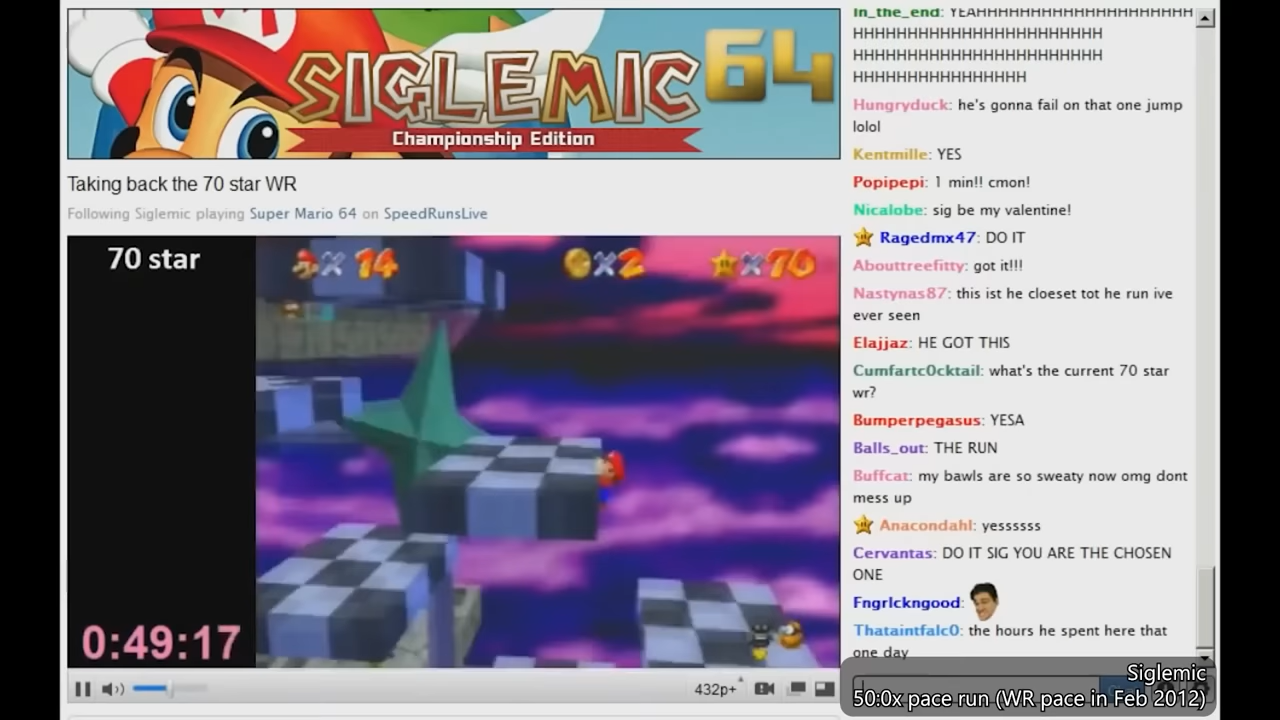 SIGLEMIC 64
Championship Edition
Taking back the 70 star WR
Following Siglemic playing Super Mario 64 on SpeedRunsLive
70 star
x 14
x2
x70
0:49:17
432p+
In_the_end: YEAHHHHHHHHHHHHHHHHHHHH
HHHHHHHHHHHHHHHHHHHHHHH
HHHHHHHHHHHHHHHHHHHHHHH
HHHHHHHHHHHHHHHH
Hungryduck: he's gonna fail on that one jump
lolol
Kentmille: YES
Popipepi: 1 min!! cmon!
Nicalobe: sig be my valentine!
Ragedmx47: DO IT
Abouttreefitty: got it!!!
Nastynas87: this ist he cloeset tot he run ive
ever seen
Elajjaz: HE GOT THIS
Cumfartc0cktail: what's the current 70 star
wr?
Bumperpegasus: YESA
Balls_out: THE RUN
Buffcat: my bawls are so sweaty now omg dont
mess up
Anacondahl: yessssss
Cervantas: DO IT SIG YOU ARE THE CHOSEN
ONE
Fngrlckngood:
Thataintfalc0: the hours he spent here that
one day
Siglemic
50:0x pace run (WR pace in Feb 2012)